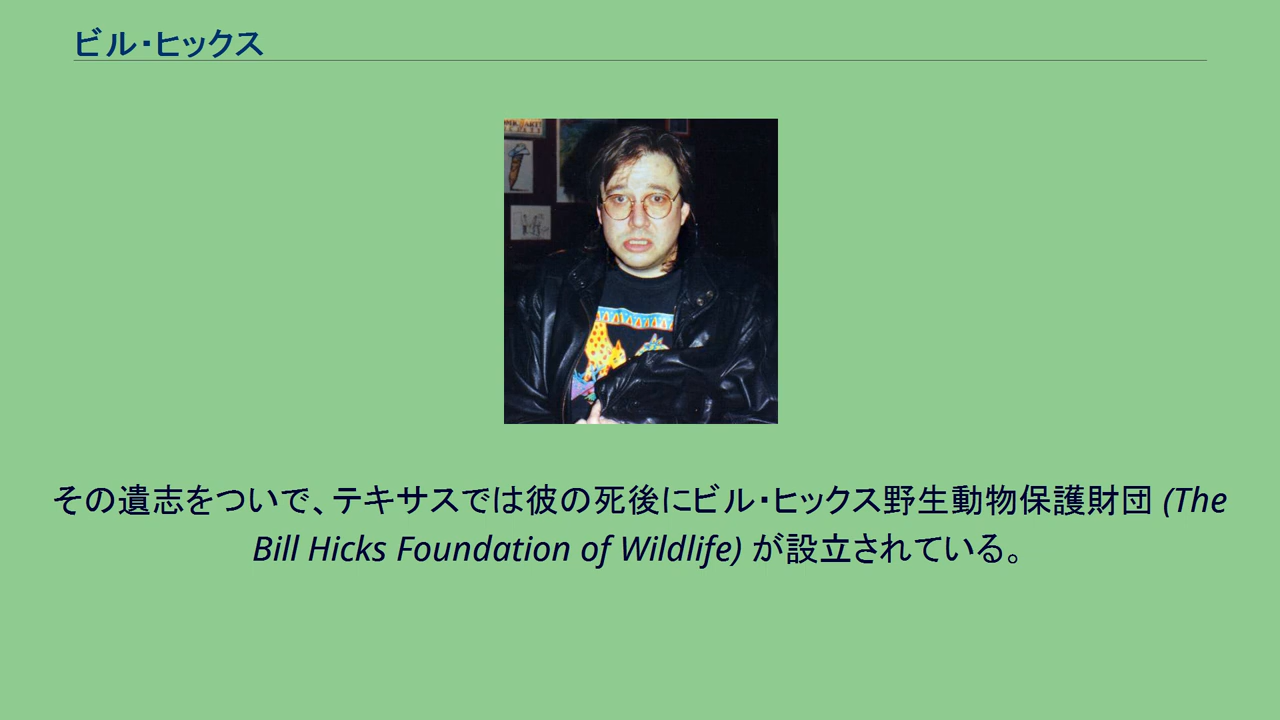 ビル・ヒックス
その遺志をついで、テキサスでは彼の死後にビル・ヒックス野生動物保護財団 (The
Bill Hicks Foundation of Wildlife) が設立されている。